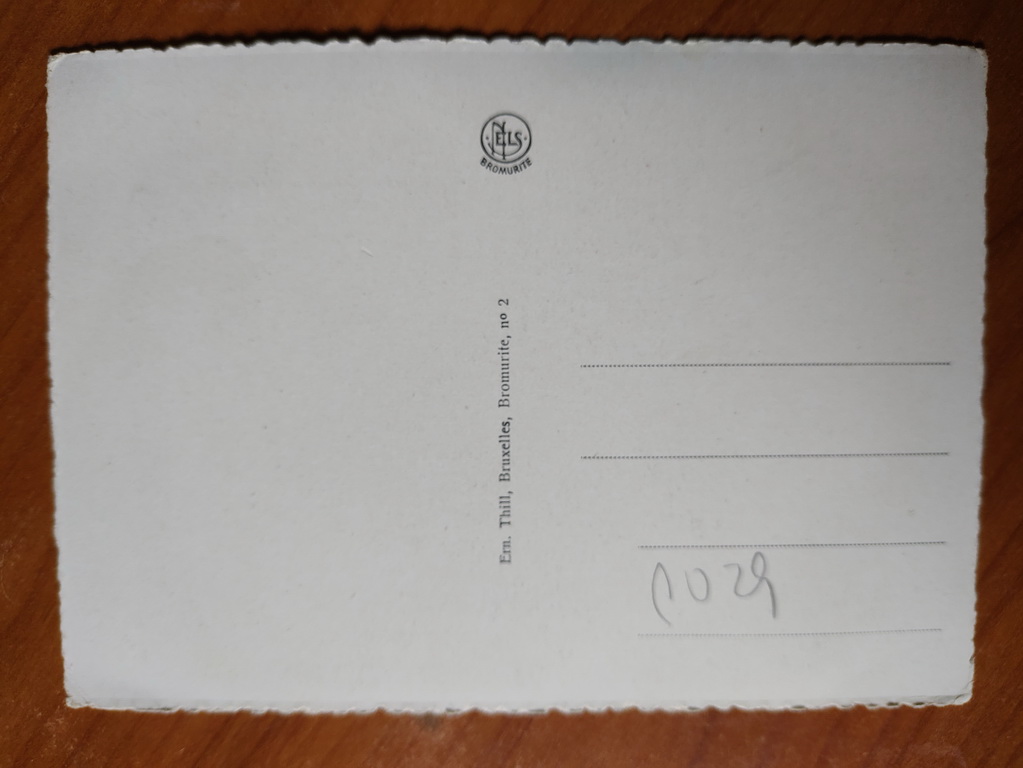 NELS
BROMURITE
Ern. Thill, Bruxelles, Bromurite, nº 2
1029